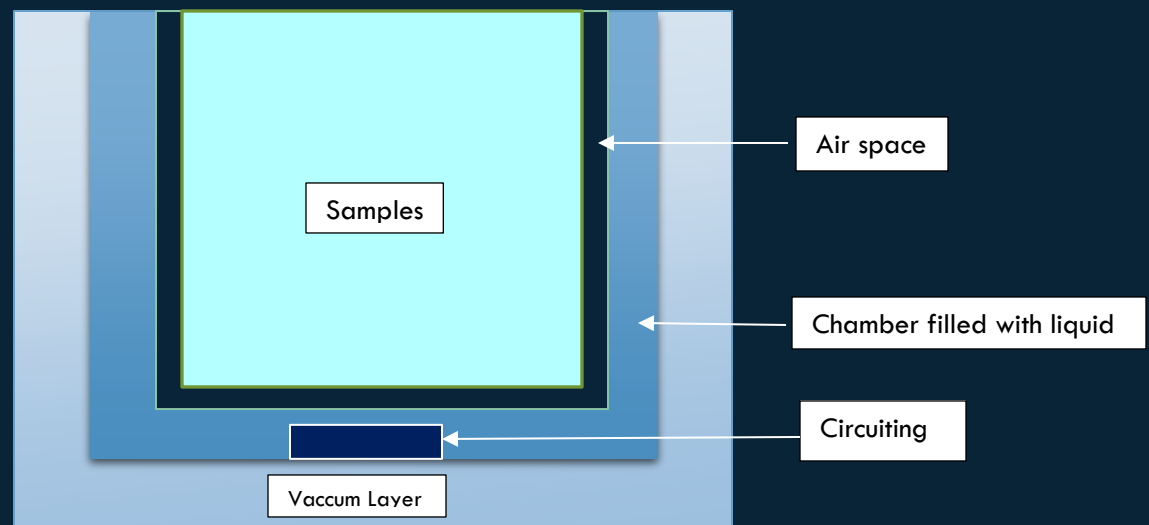 Air space
Samples
Chamber filled with liquid
Circuiting
Vaccum Layer